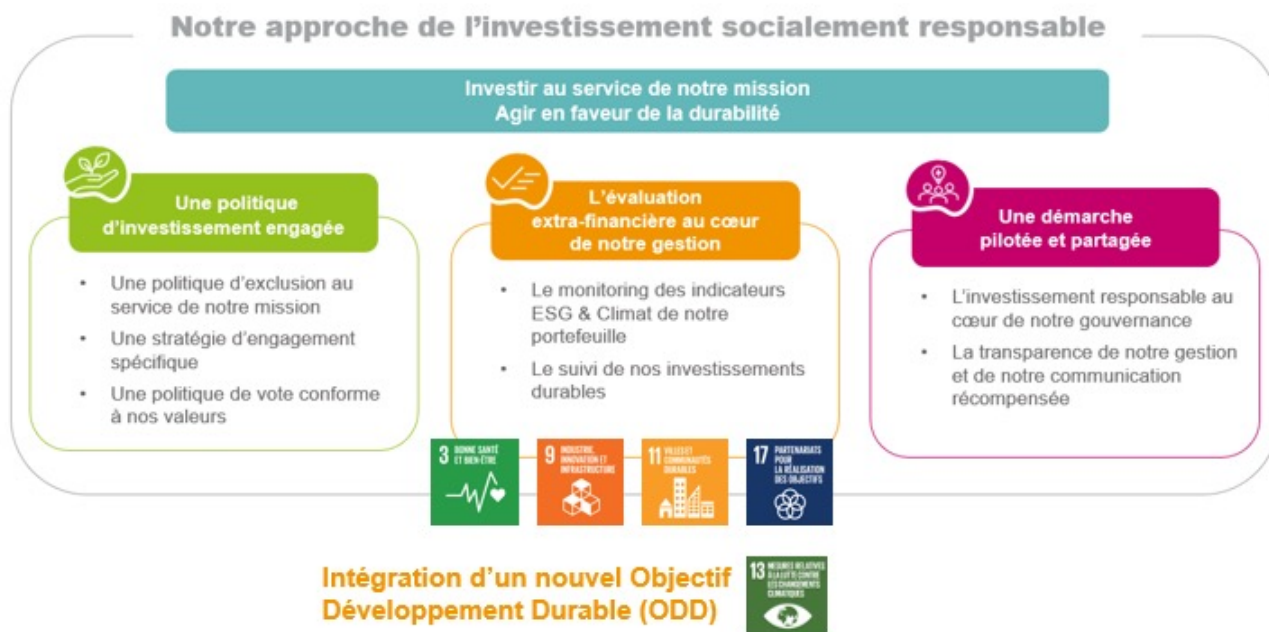 Notre approche de l'investissement socialement responsable
Investir au service de notre mission
Agir en faveur de la durabilité
Une politique
d'investissement engagée
• Une politique d'exclusion au
service de notre mission
• Une stratégie d'engagement
spécifique
• Une politique de vote conforme
à nos valeurs
L'évaluation
extra-financière au cœur
de notre gestion
• Le monitoring des indicateurs
ESG & Climat de notre
portefeuille
• Le suivi de nos investissements
durables
Une démarche
pilotée et partagée
• L'investissement responsable au
cœur de notre gouvernance
• La transparence de notre gestion
et de notre communication
récompensée
3 BONNE SANTÉ
ET BIEN-ÊTRE
9 INDUSTRIE,
INNOVATION ET
INFRASTRUCTURE
11 VILLES ET
COMMUNAUTÉS
DURABLES
17 PARTENARIATS
POUR
LA RÉALISATION
DES OBJECTIFS
Intégration d'un nouvel Objectif
Développement Durable (ODD)
13 MESURES RELATIVES
À LA LUTTE CONTRE
LES CHANGEMENTS
CLIMATIQUES